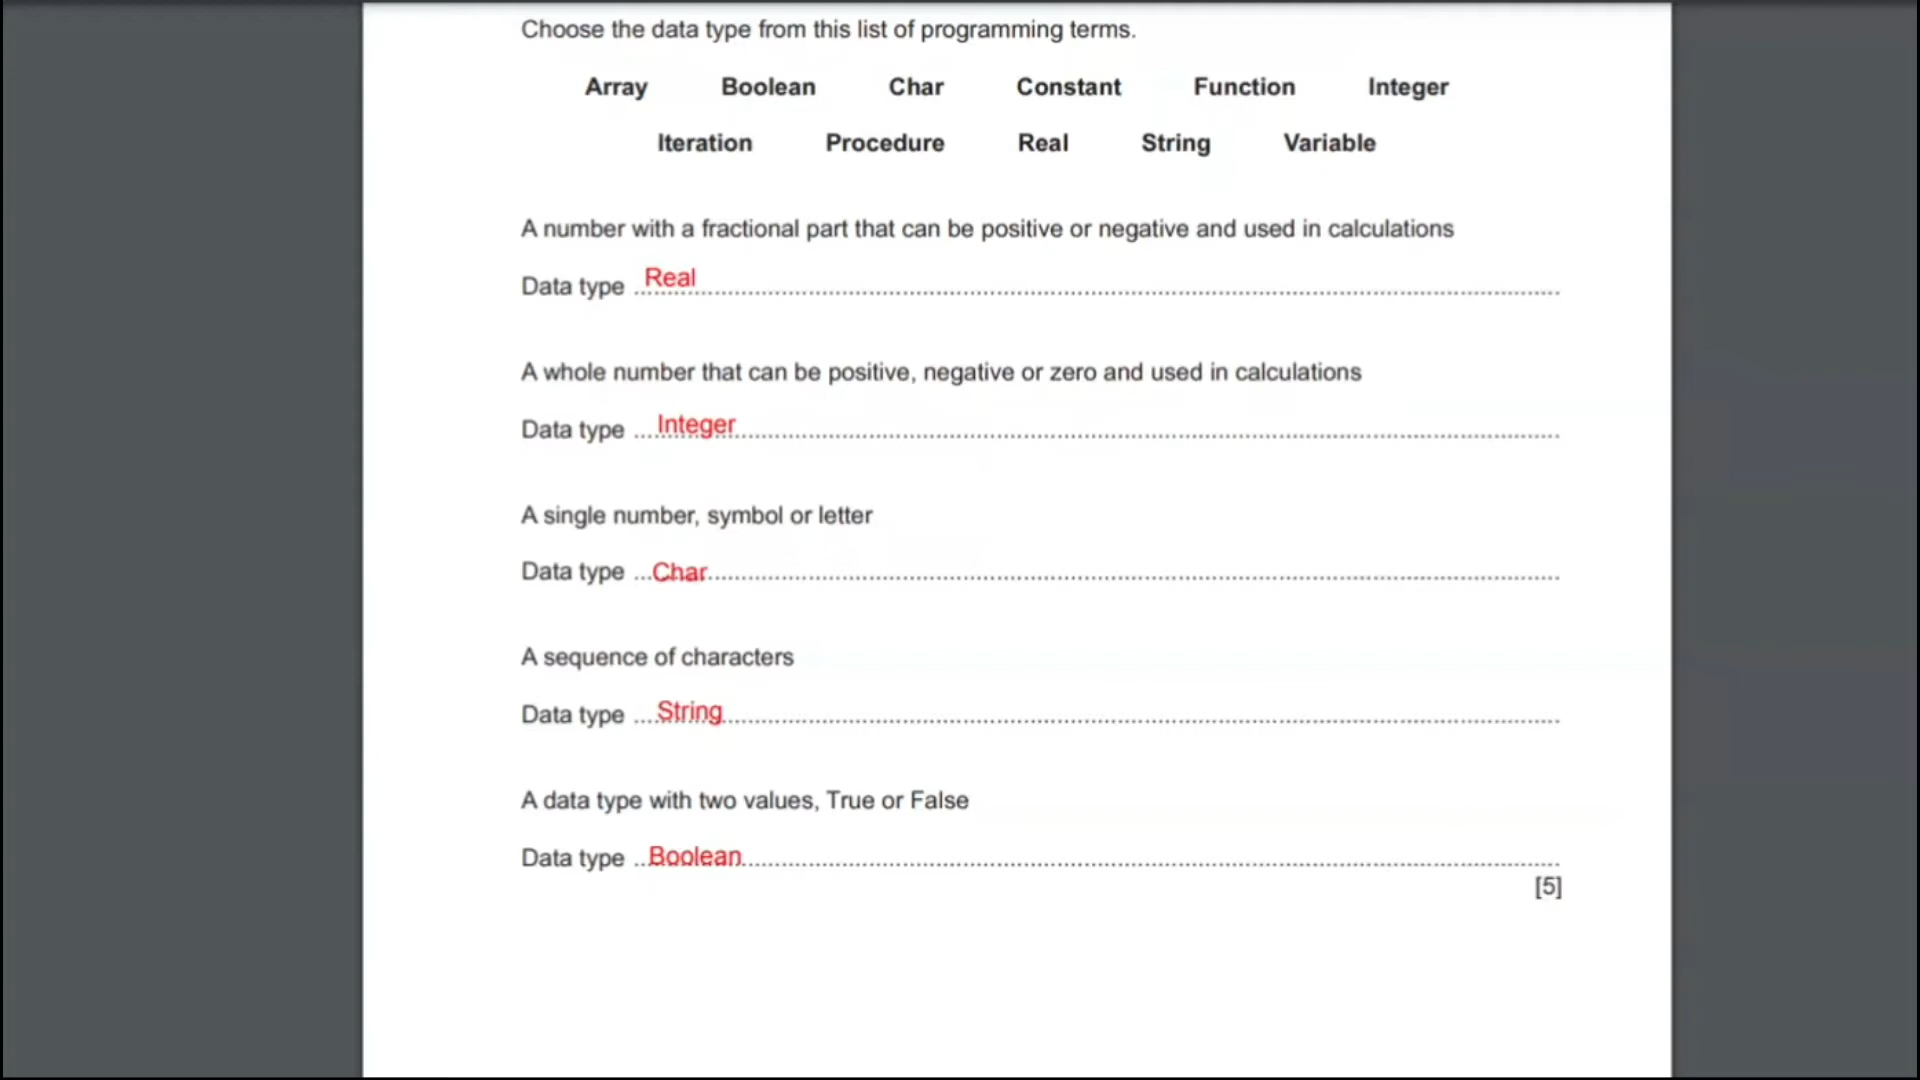 Choose the data type from this list of programming terms.
Array Boolean Char Constant Function Integer
Iteration Procedure Real String Variable
A number with a fractional part that can be positive or negative and used in calculations
Data type Real
A whole number that can be positive, negative or zero and used in calculations
Data type Integer
A single number, symbol or letter
Data type Char
A sequence of characters
Data type String
A data type with two values, True or False
Data type Boolean
[5]